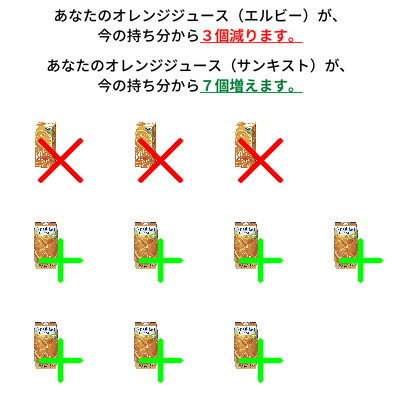 あなたのオレンジジュース（エルビー）が、
今の持ち分から３個減ります。
あなたのオレンジジュース（サンキスト）が、
今の持ち分から７個増えます。